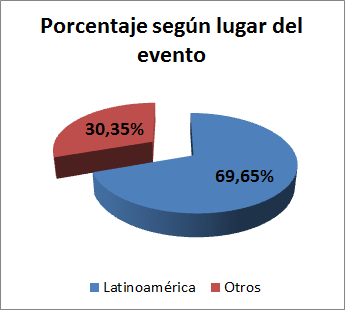 Porcentaje según lugar del
evento
30,35%
69,65%
Latinoamérica Otros